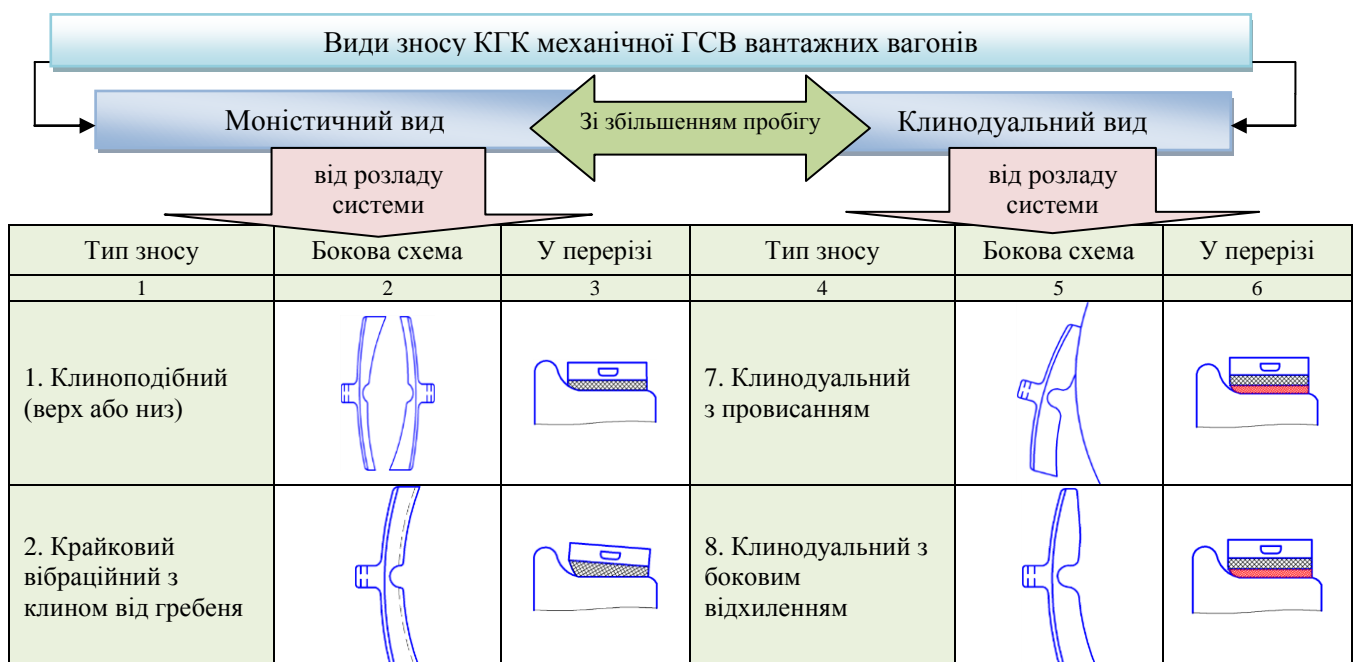 Види зносу КГК механічної ГСВ вантажних вагонів
Моністичний вид
Зі збільшенням пробігу
Клинодуальний вид
від розладу
системи
від розладу
системи
Тип зносу
Бокова схема
У перерізі
Тип зносу
Бокова схема
У перерізі
1
2
3
4
5
6
1. Клиноподібний
(верх або низ)
7. Клинодуальний
з провисанням
2. Крайковий
вібраційний з
клином від гребеня
8. Клинодуальний з
боковим
відхиленням